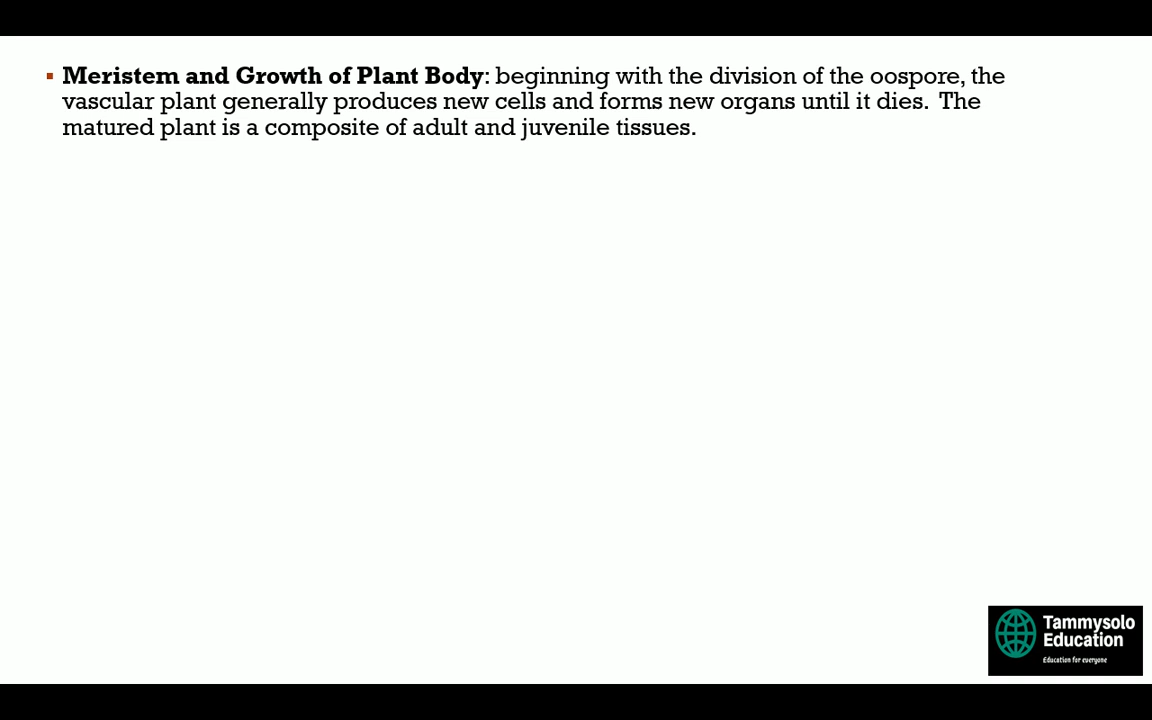 ▪ Meristem and Growth of Plant Body: beginning with the division of the oospore, the
vascular plant generally produces new cells and forms new organs until it dies.  The
matured plant is a composite of adult and juvenile tissues.
Tammysolo
Education
Education for everyone